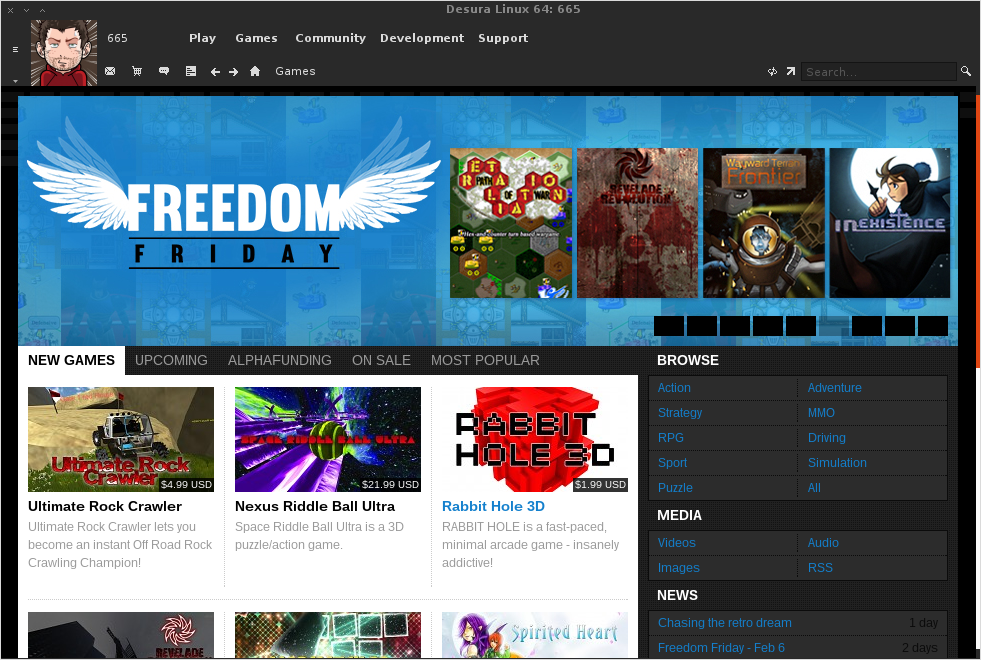 Desura Linux 64: 665
665 Play Games Community Development Support
Games Search...
FREEDOM
FRIDAY
PATH OF WAR
RETALIATION
Hex-and-counter turn based wargame
REVELADE
REVOLUTION
Wayward Terran
Frontier
INEXISTENCE
NEW GAMES UPCOMING ALPHAFUNDING ON SALE MOST POPULAR
BROWSE
Action Adventure
Strategy MMO
RPG Driving
Sport Simulation
Puzzle All
MEDIA
Videos Audio
Images RSS
NEWS
Chasing the retro dream 1 day
Freedom Friday - Feb 6 2 days
Ultimate Rock
Crawler
$4.99 USD
SPACE RIDDLE BALL ULTRA
$21.99 USD
RABBIT
HOLE 3D
$1.99 USD
Ultimate Rock Crawler
Ultimate Rock Crawler lets you
become an instant Off Road Rock
Crawling Champion!
Nexus Riddle Ball Ultra
Space Riddle Ball Ultra is a 3D
puzzle/action game.
Rabbit Hole 3D
RABBIT HOLE is a fast-paced,
minimal arcade game - insanely
addictive!
REVELADE
Spirited Heart